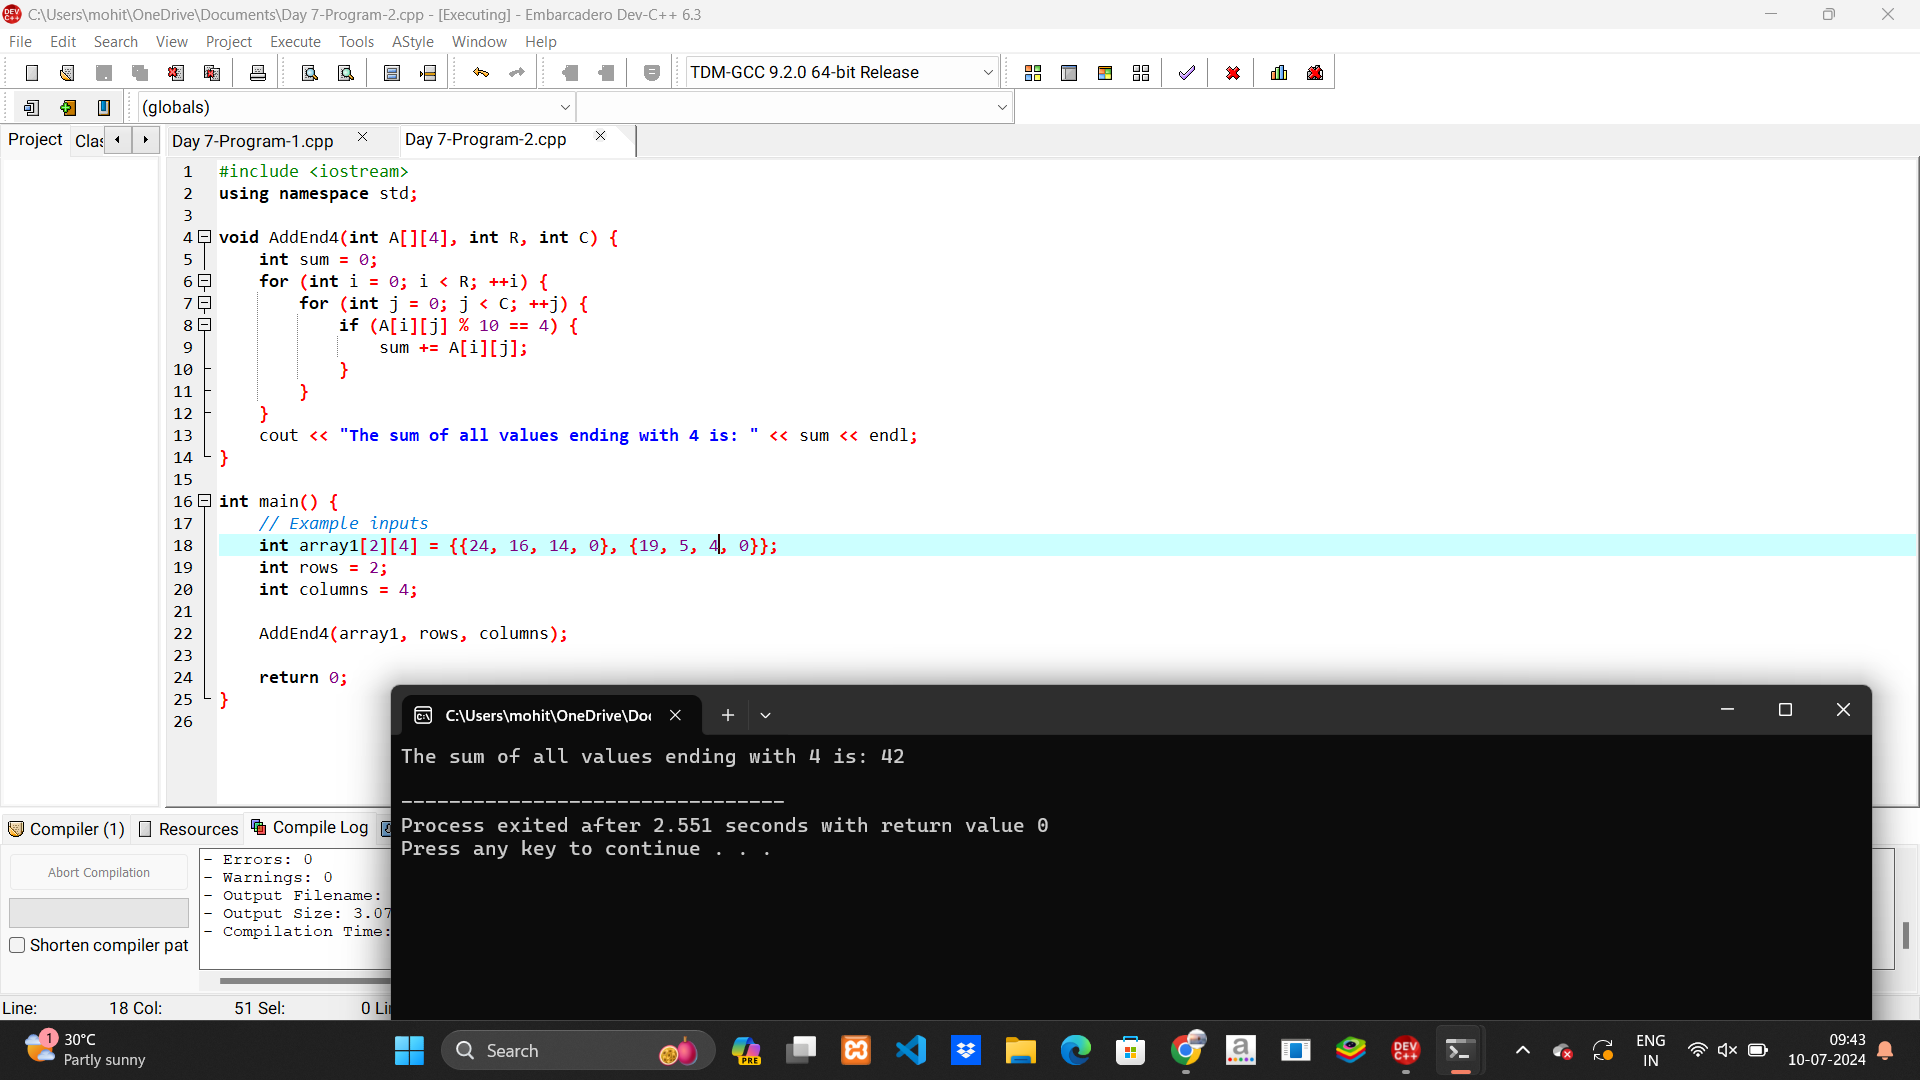 C:\Users\mohit\OneDrive\Documents\Day 7-Program-2.cpp - [Executing] - Embarcadero Dev-C++ 6.3
File Edit Search View Project Execute Tools AStyle Window Help
TDM-GCC 9.2.0 64-bit Release
(globals)
Project Clas Day 7-Program-1.cpp Day 7-Program-2.cpp
1 #include <iostream>
2 using namespace std;
3
4 void AddEnd4(int A[][4], int R, int C) {
5     int sum = 0;
6     for (int i = 0; i < R; ++i) {
7         for (int j = 0; j < C; ++j) {
8             if (A[i][j] % 10 == 4) {
9                 sum += A[i][j];
10             }
11         }
12     }
13     cout << "The sum of all values ending with 4 is: " << sum << endl;
14 }
15
16 int main() {
17     // Example inputs
18     int array1[2][4] = {{24, 16, 14, 0}, {19, 5, 4, 0}};
19     int rows = 2;
20     int columns = 4;
21
22     AddEnd4(array1, rows, columns);
23
24     return 0;
25 }
26
C:\Users\mohit\OneDrive\Doc
The sum of all values ending with 4 is: 42
--------------------------------
Process exited after 2.551 seconds with return value 0
Press any key to continue . . .
Compiler (1) Resources Compile Log
Abort Compilation
Shorten compiler pat
- Errors: 0
- Warnings: 0
- Output Filename:
- Output Size: 3.07
- Compilation Time:
Line: 18 Col: 51 Sel: 0 Li
1
30°C
Partly sunny
Search
PRE
DEV C++
ENG
IN
09:43
10-07-2024